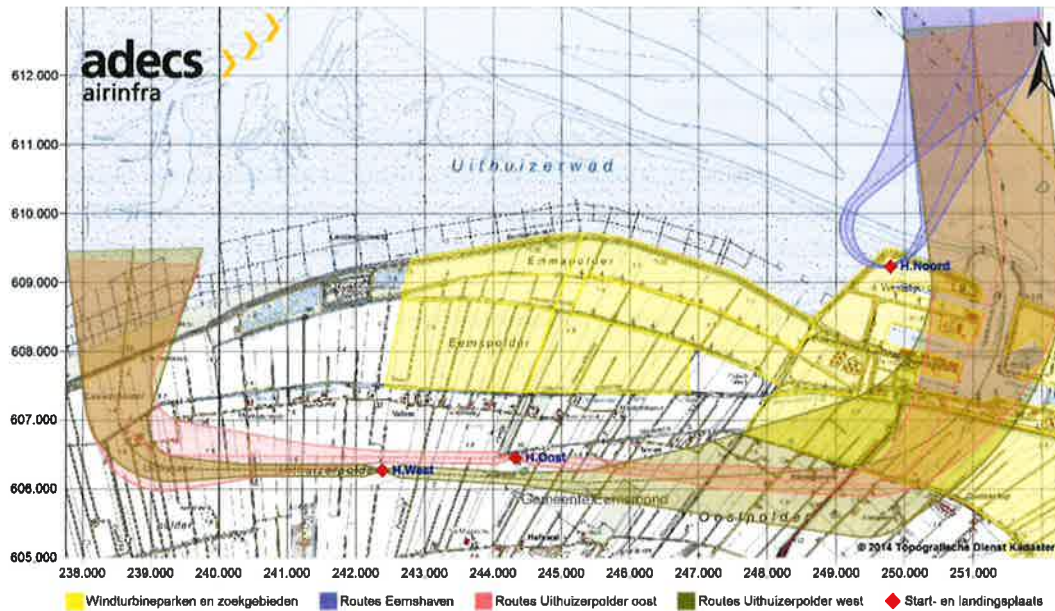 adecs
airinfra
N
612.000
611.000
610.000
609.000
608.000
607.000
606.000
605.000
Uithuizerwad
Emmapolder
H.Noord
Eemspolder
H.West
H.Oost
Gemeente Eemsmond
Oostpolder
© 2014 Topografische Dienst Kadaster
238.000 239.000 240.000 241.000 242.000 243.000 244.000 245.000 246.000 247.000 248.000 249.000 250.000 251.000
Windturbineparken en zoekgebieden Routes Eemshaven Routes Uithuizerpolder oost Routes Uithuizerpolder west Start- en landingsplaats